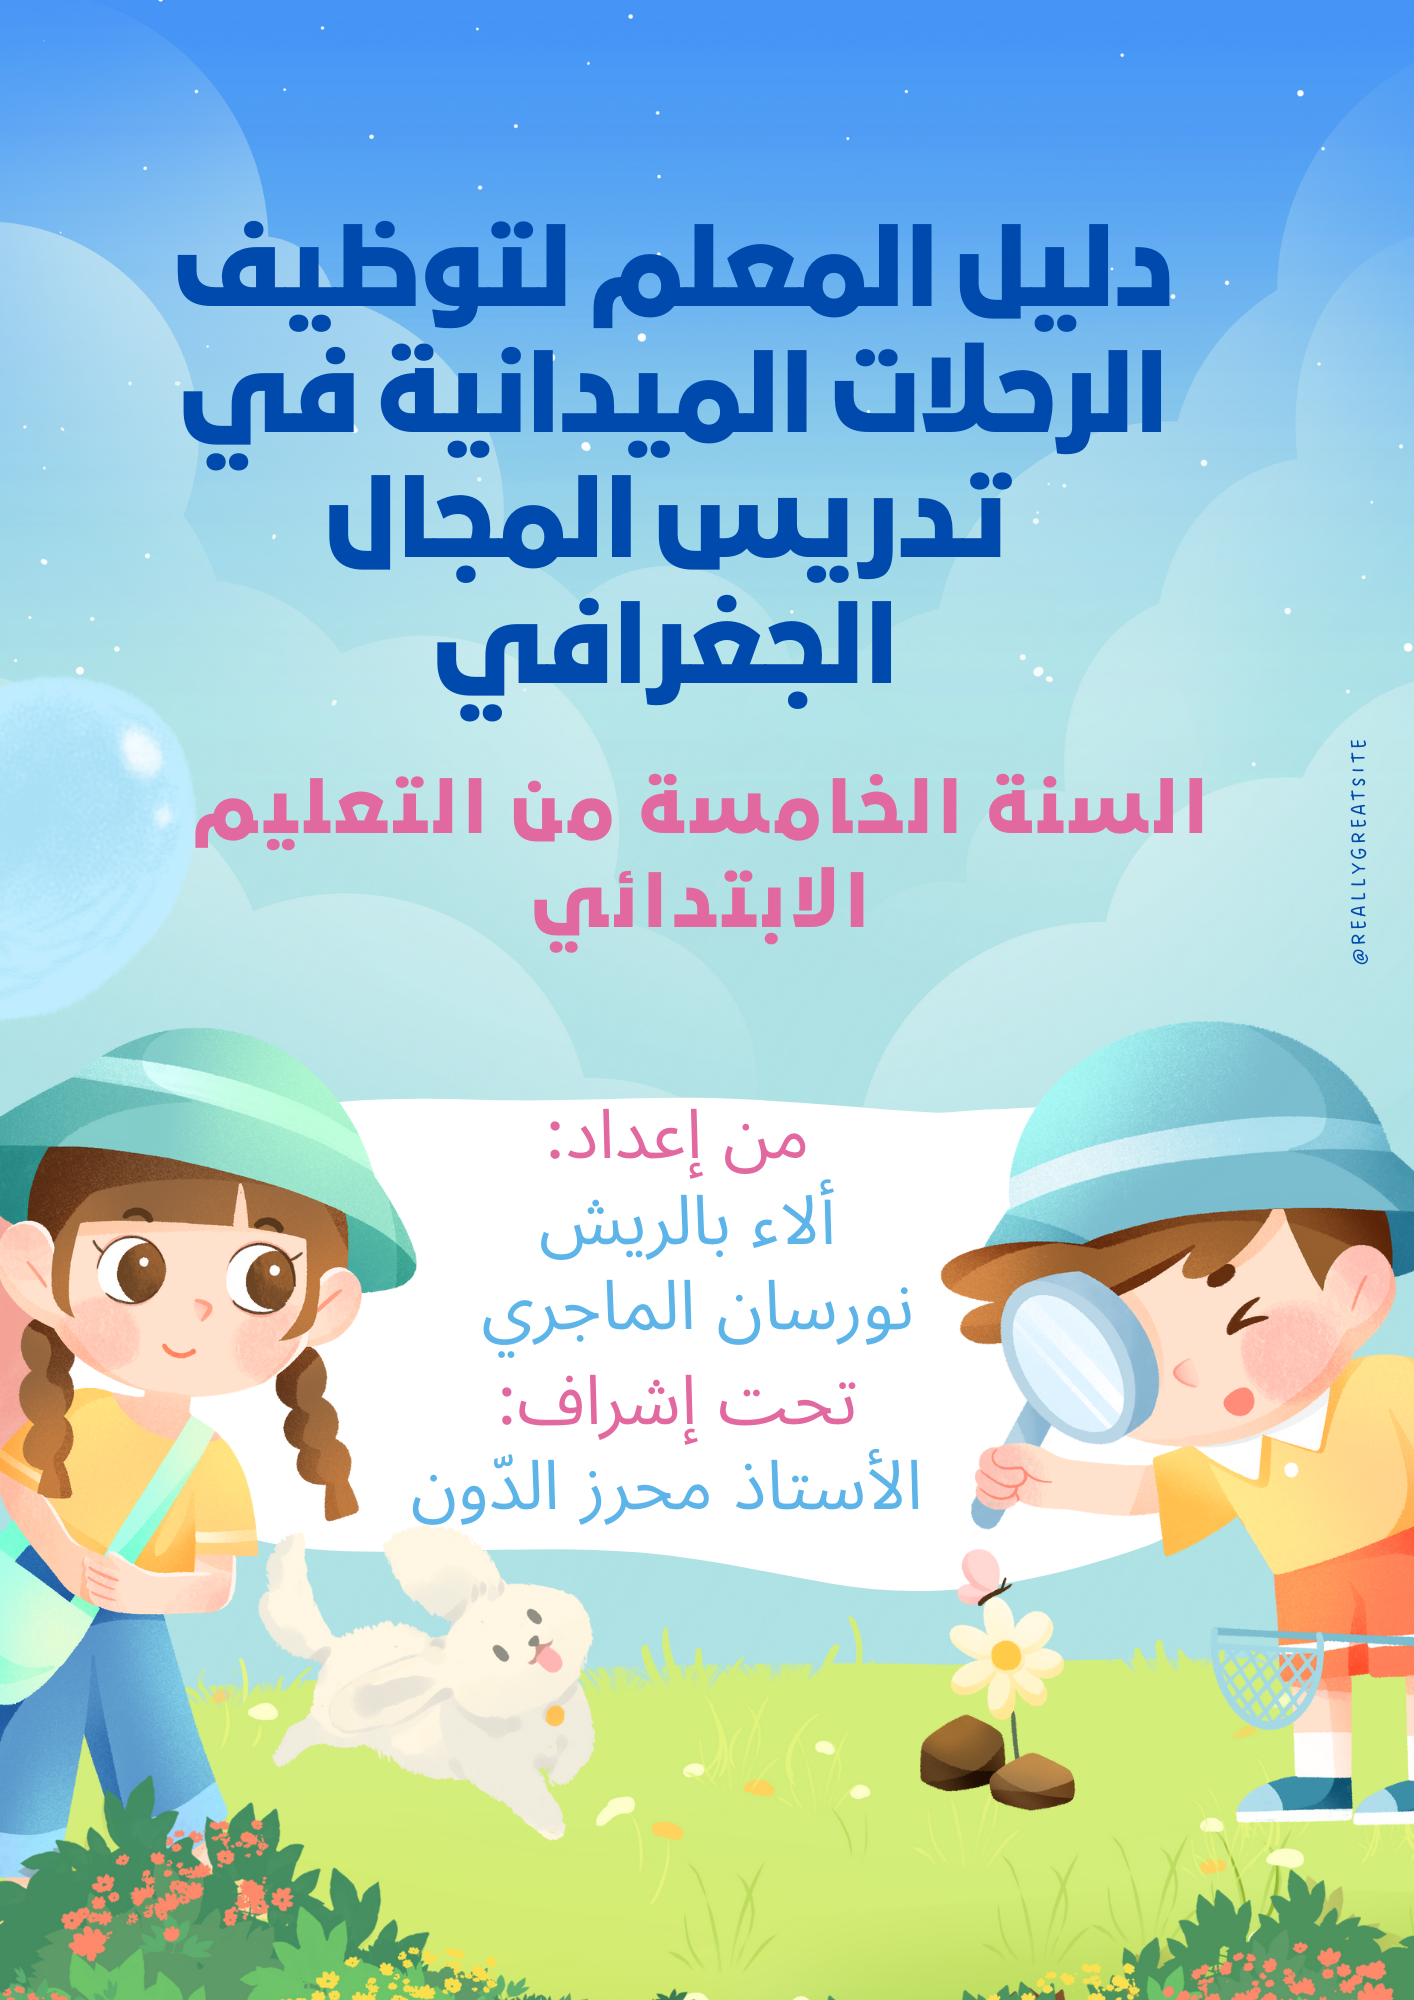 دليل المعلم لتوظيف
الرحلات الميدانية في
تدريس المجال
الجغرافي
السنة الخامسة من التعليم
الابتدائي
@REALLYGREATSITE
من إعداد:
ألاء بالريش
نورسان الماجري
تحت إشراف:
الأستاذ محرز الدّون